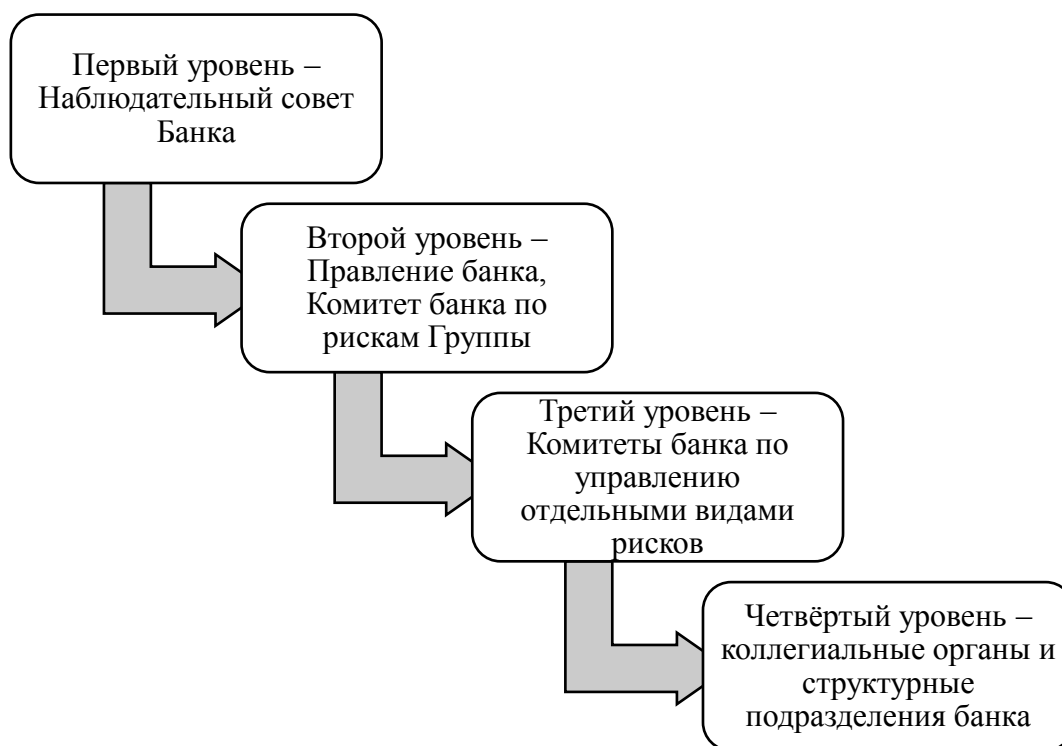 Первый уровень –
Наблюдательный совет
Банка
Второй уровень –
Правление банка,
Комитет банка по
рискам Группы
Третий уровень –
Комитеты банка по
управлению
отдельными видами
рисков
Четвёртый уровень –
коллегиальные органы и
структурные
подразделения банка